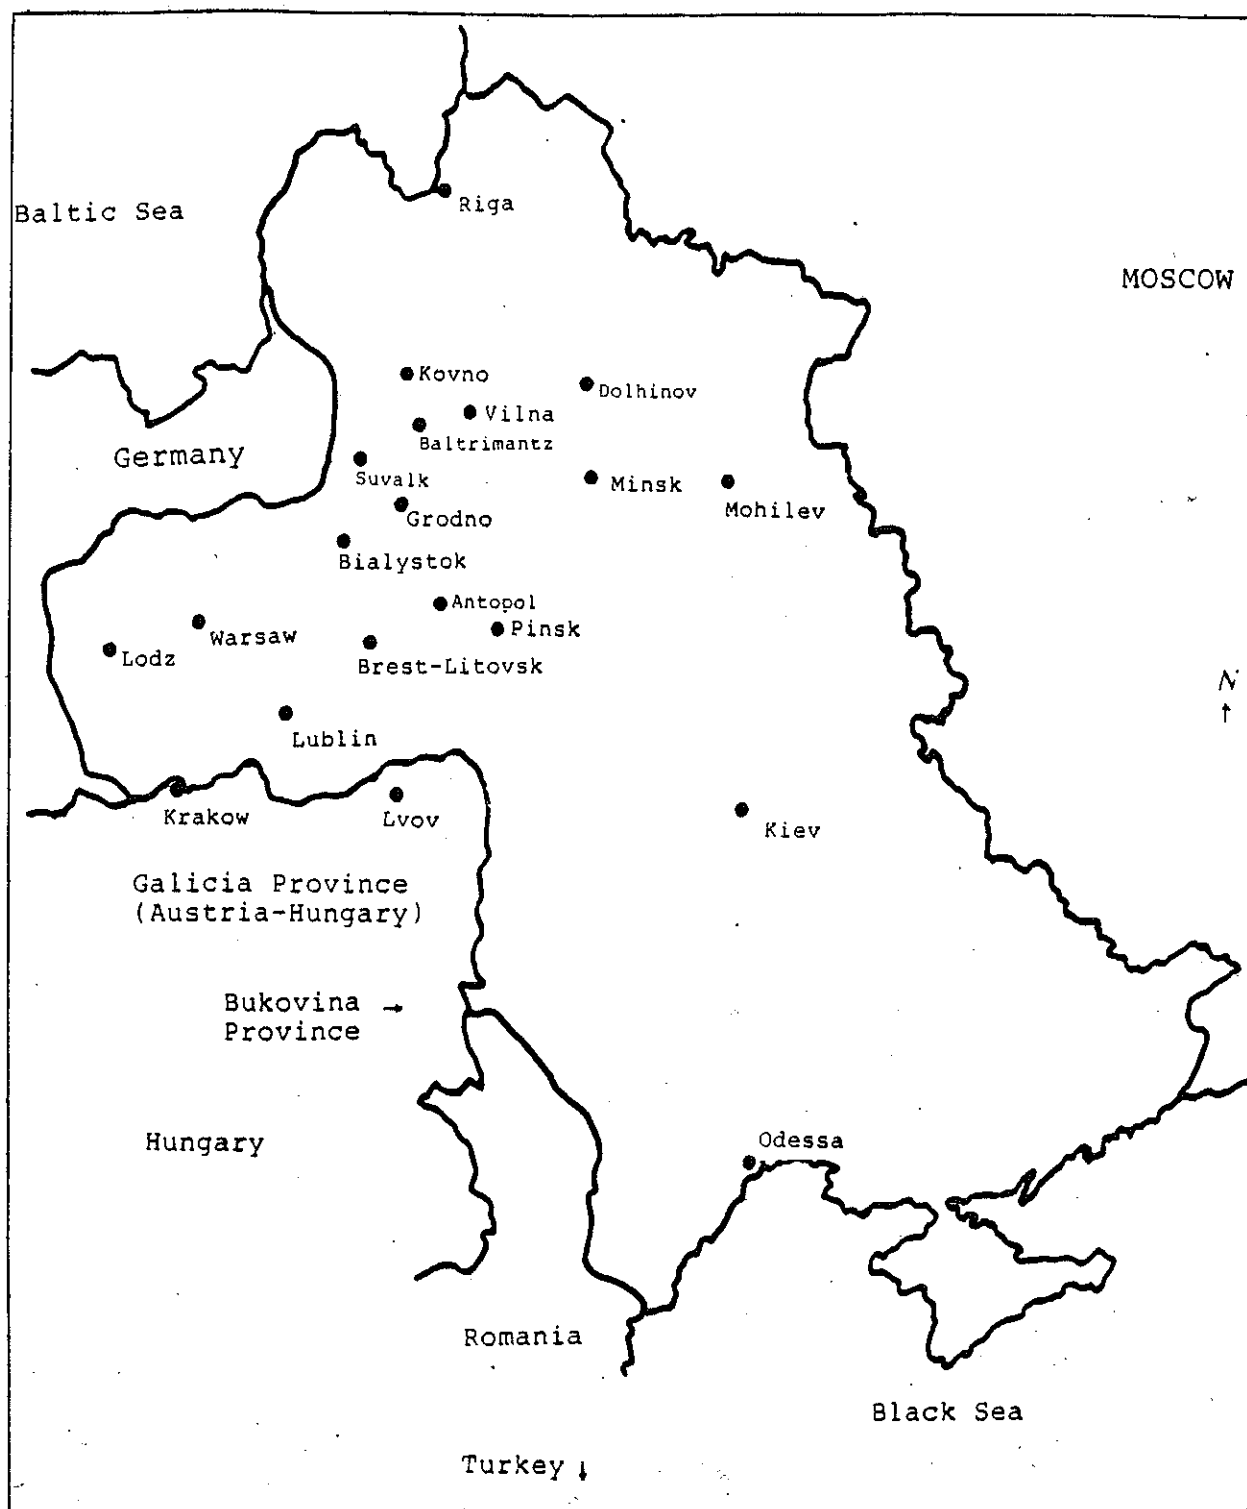 Riga
Baltic Sea
MOSCOW
Kovno
Dolhinov
Vilna
Baltrimantz
Germany
Suvalk
Minsk
Mohilev
Grodno
Bialystok
Antopol
Pinsk
Warsaw
Lodz
Brest-Litovsk
N
Lublin
Krakow
Lvov
Kiev
Galicia Province
(Austria-Hungary)
Bukovina →
Province
Hungary
Odessa
Romania
Black Sea
Turkey ↓